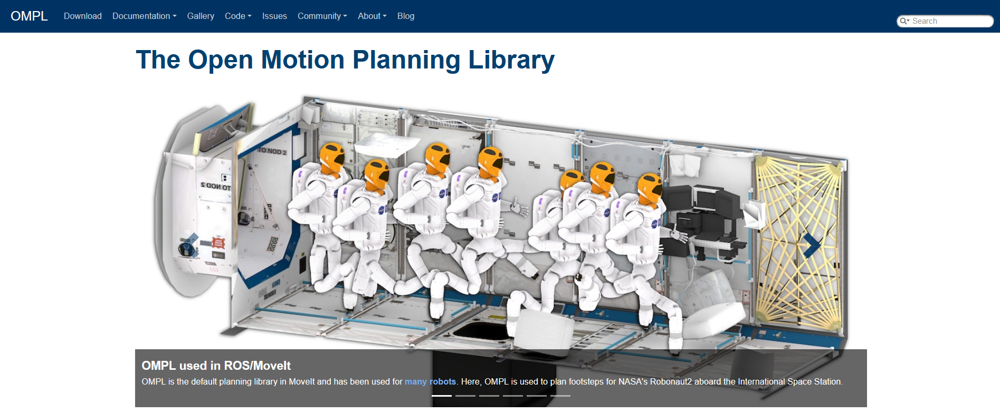 OMPL Download Documentation Gallery Code Issues Community About Blog
Search
The Open Motion Planning Library
TO NOD 2
TO NOD 2
OMPL used in ROS/MoveIt
OMPL is the default planning library in MoveIt and has been used for many robots. Here, OMPL is used to plan footsteps for NASA's Robonaut2 aboard the International Space Station.